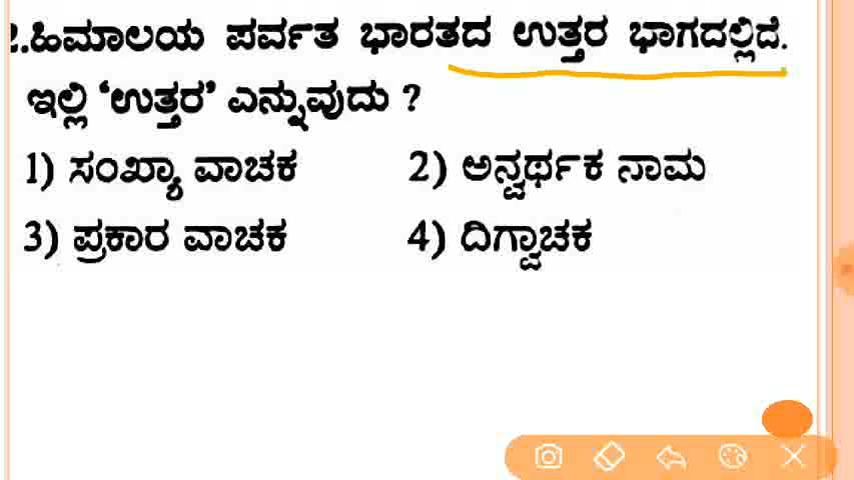 2.ಹಿಮಾಲಯ ಪರ್ವತ ಭಾರತದ ಉತ್ತರ ಭಾಗದಲ್ಲಿದೆ.
ಇಲ್ಲಿ ‘ಉತ್ತರ’ ಎನ್ನುವುದು ?
1) ಸಂಖ್ಯಾ ವಾಚಕ 2) ಅನ್ವರ್ಥಕ ನಾಮ
3) ಪ್ರಕಾರ ವಾಚಕ 4) ದಿಗ್ವಾಚಕ